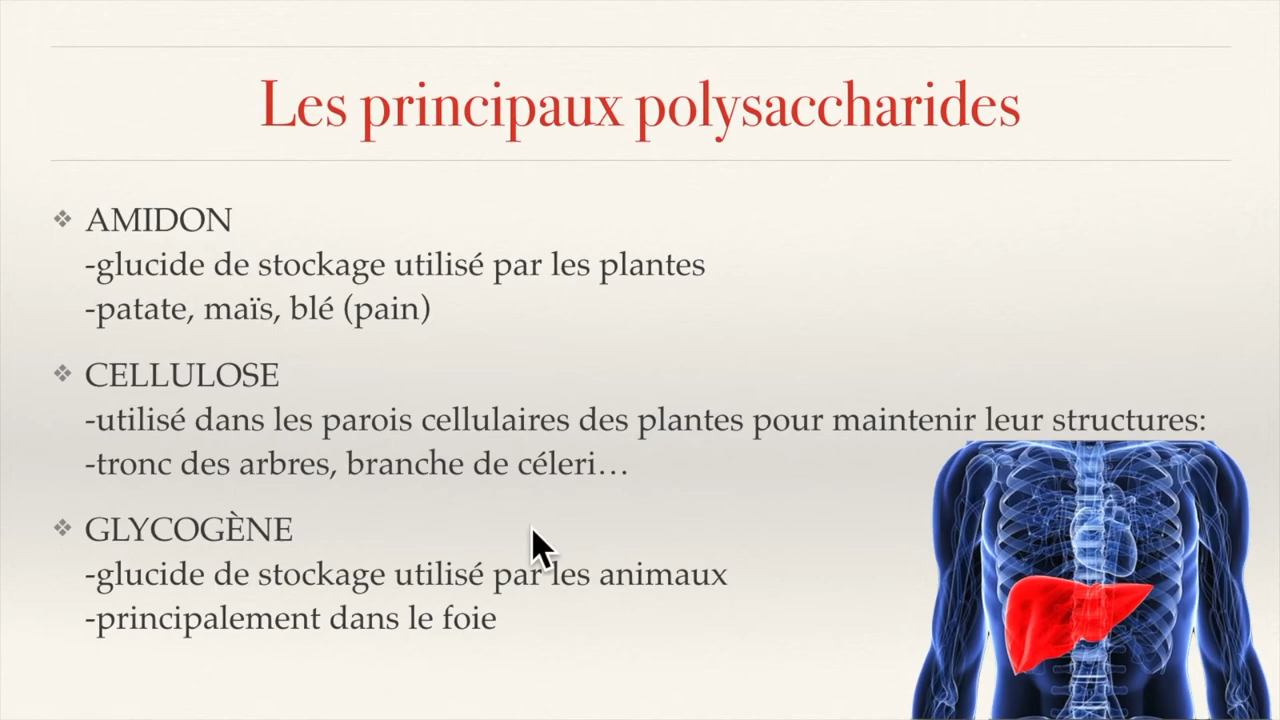 Les principaux polysaccharides
❖ AMIDON
-glucide de stockage utilisé par les plantes
-patate, maïs, blé (pain)
❖ CELLULOSE
-utilisé dans les parois cellulaires des plantes pour maintenir leur structures:
-tronc des arbres, branche de céleri…
❖ GLYCOGÈNE
-glucide de stockage utilisé par les animaux
-principalement dans le foie